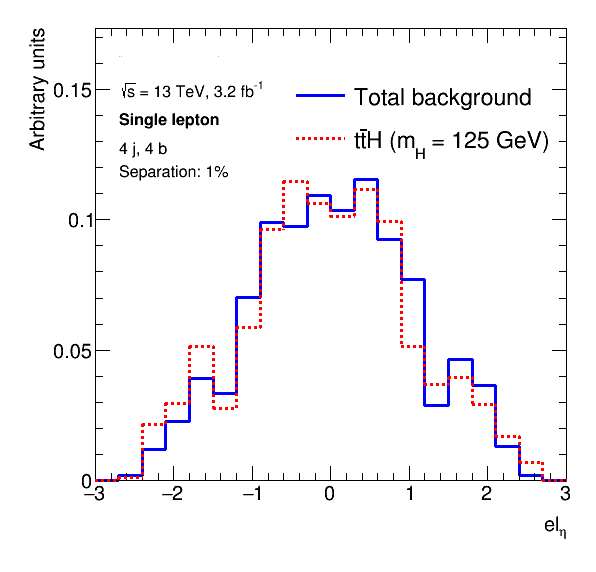 Arbitrary units
√s = 13 TeV, 3.2 fb⁻¹
Single lepton
4 j, 4 b
Separation: 1%
Total background
tt̄H (m_H = 125 GeV)
0.15
0.1
0.05
0
−3 −2 −1 0 1 2 3
el_η